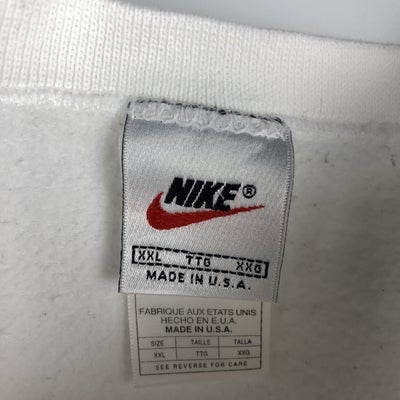 NIKE®
XXL TTG XXG
MADE IN U.S.A.
FABRIQUE AUX ETATS UNIS
HECHO EN E.U.A.
MADE IN U.S.A.
SIZE TAILLE TALLA
XXL TTG XXG
SEE REVERSE FOR CARE